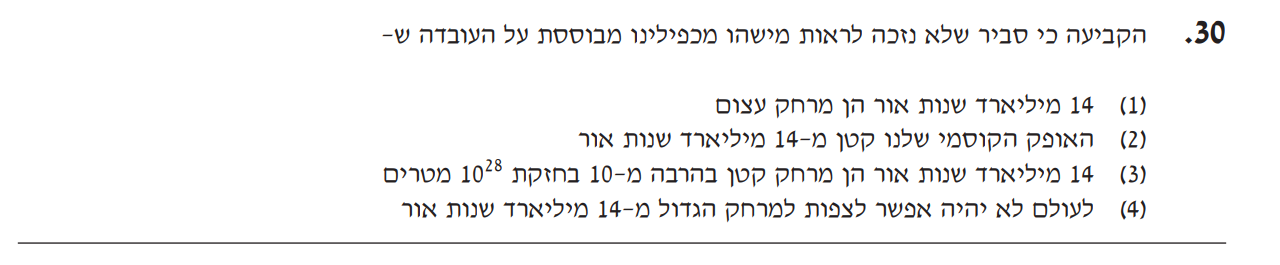 30. הקביעה כי סביר שלא נזכה לראות מישהו מכפילינו מבוססת על העובדה ש-
(1) 14 מיליארד שנות אור הן מרחק עצום
(2) האופק הקוסמי שלנו קטן מ-14 מיליארד שנות אור
(3) 14 מיליארד שנות אור הן מרחק קטן בהרבה מ-10 בחזקת 10²⁸ מטרים
(4) לעולם לא יהיה אפשר לצפות למרחק הגדול מ-14 מיליארד שנות אור